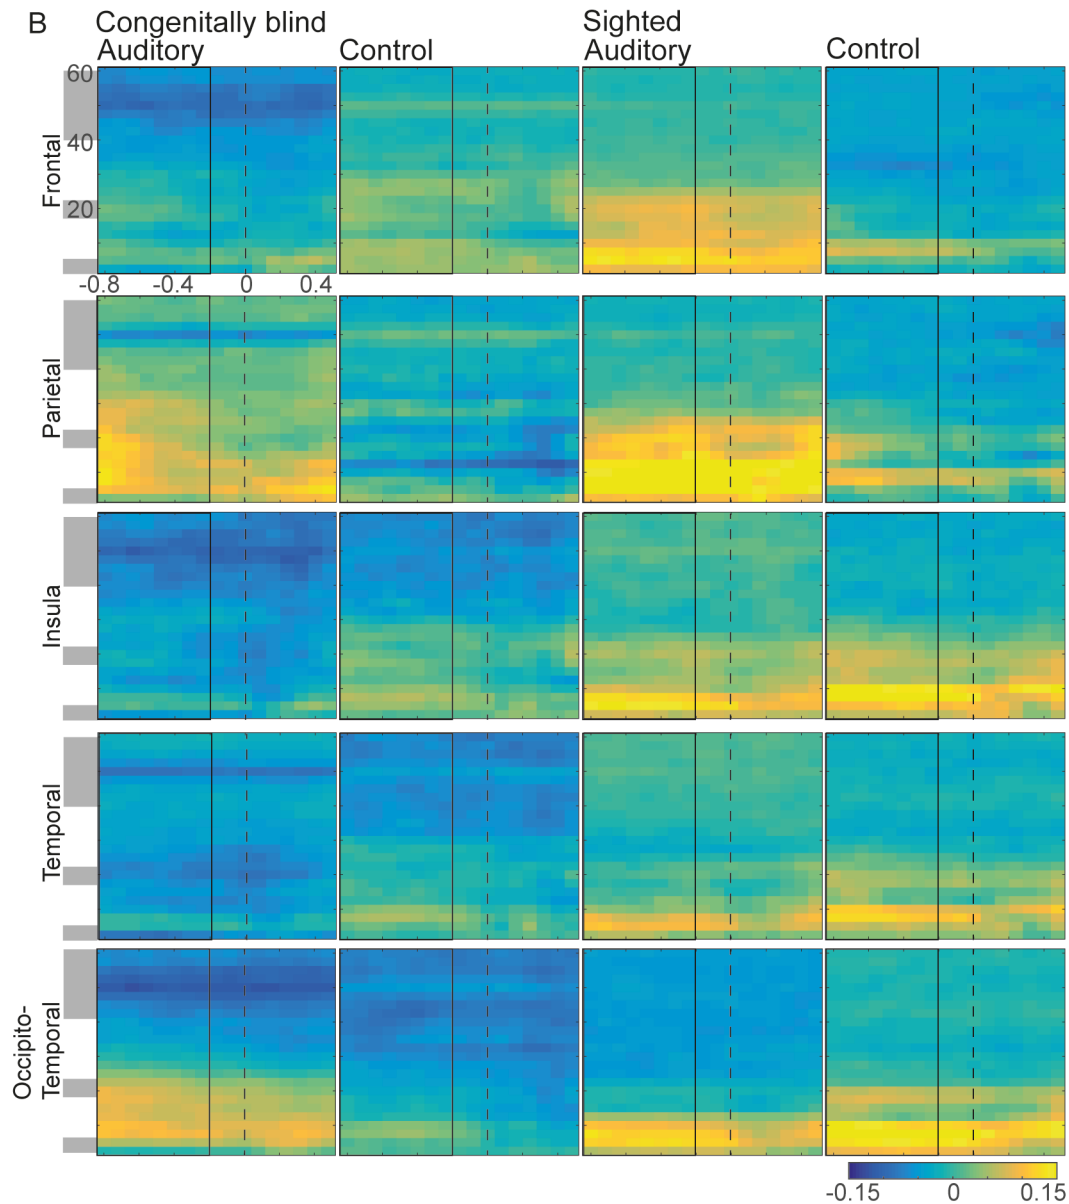 B
Congenitally blind
Sighted
Auditory
Control
Auditory
Control
Frontal
60
40
20
-0.8
-0.4
0
0.4
Parietal
Insula
Temporal
Occipito-
Temporal
-0.15
0
0.15